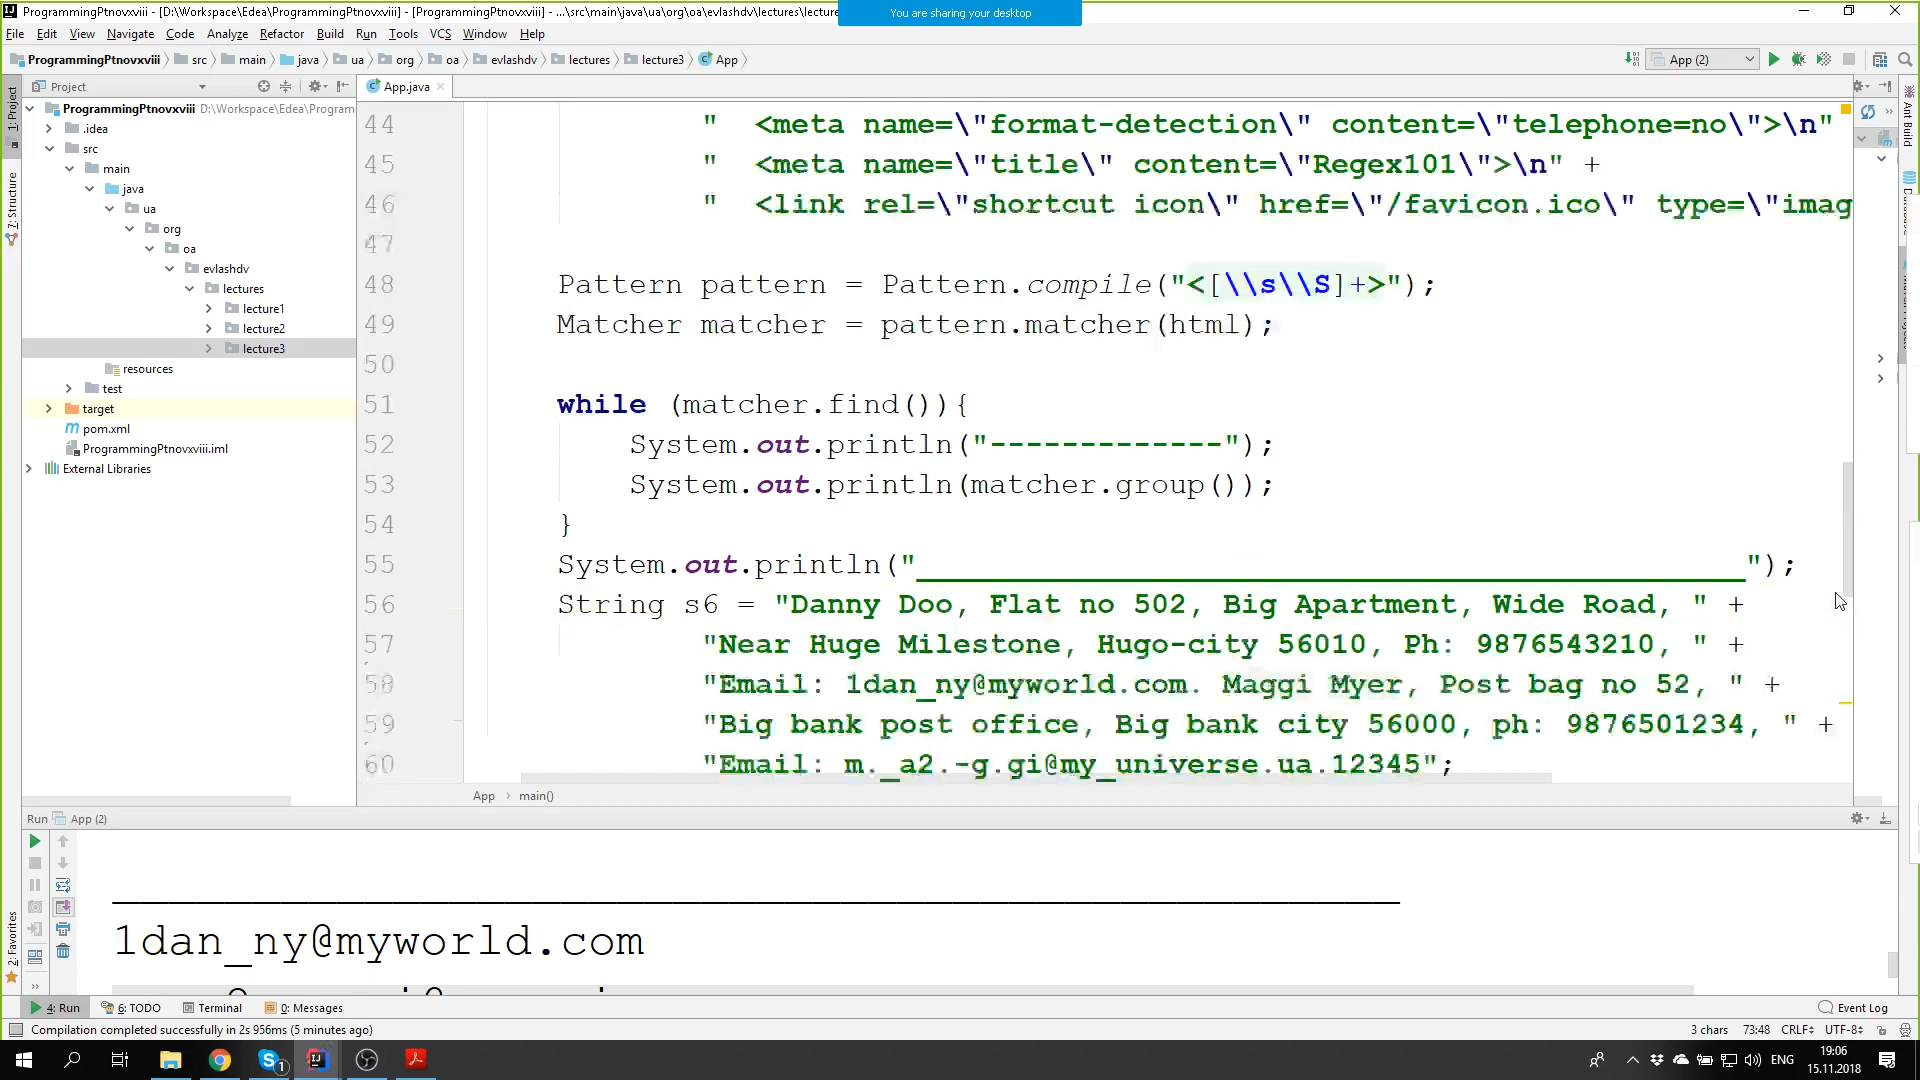 ProgrammingPtnovxviii - [D:\Workspace\Edea\ProgrammingPtnovxviii] - [ProgrammingPtnovxviii] - ...\src\main\java\ua\org\oa\evlashdv\lectures\lecture
You are sharing your desktop
File Edit View Navigate Code Analyze Refactor Build Run Tools VCS Window Help
ProgrammingPtnovxviii src main java ua org oa evlashdv lectures lecture3 App
App (2)
Project
App.java
1: Project
7: Structure
2: Favorites
Ant Build
ProgrammingPtnovxviii D:\Workspace\Edea\Program
.idea
src
main
java
ua
org
oa
evlashdv
lectures
lecture1
lecture2
lecture3
resources
test
target
pom.xml
ProgrammingPtnovxviii.iml
External Libraries
44 "  <meta name=\"format-detection\" content=\"telephone=no\">\n"
45 "  <meta name=\"title\" content=\"Regex101\">\n" +
46 "  <link rel=\"shortcut icon\" href=\"/favicon.ico\" type=\"imag
47
48 Pattern pattern = Pattern.compile("<[\\s\\S]+>");
49 Matcher matcher = pattern.matcher(html);
50
51 while (matcher.find()){
52 System.out.println("-------------");
53 System.out.println(matcher.group());
54 }
55 System.out.println("______________________________________________");
56 String s6 = "Danny Doo, Flat no 502, Big Apartment, Wide Road, " +
57 "Near Huge Milestone, Hugo-city 56010, Ph: 9876543210, " +
58 "Email: 1dan_ny@myworld.com. Maggi Myer, Post bag no 52, " +
59 "Big bank post office, Big bank city 56000, ph: 9876501234, " +
60 "Email: m._a2.-g.gi@my_universe.ua.12345";
App main()
Run App (2)
______________________________________________
1dan_ny@myworld.com
4: Run 6: TODO Terminal 0: Messages Event Log
Compilation completed successfully in 2s 956ms (5 minutes ago) 3 chars 73:48 CRLF UTF-8
1
ENG
19:06
15.11.2018